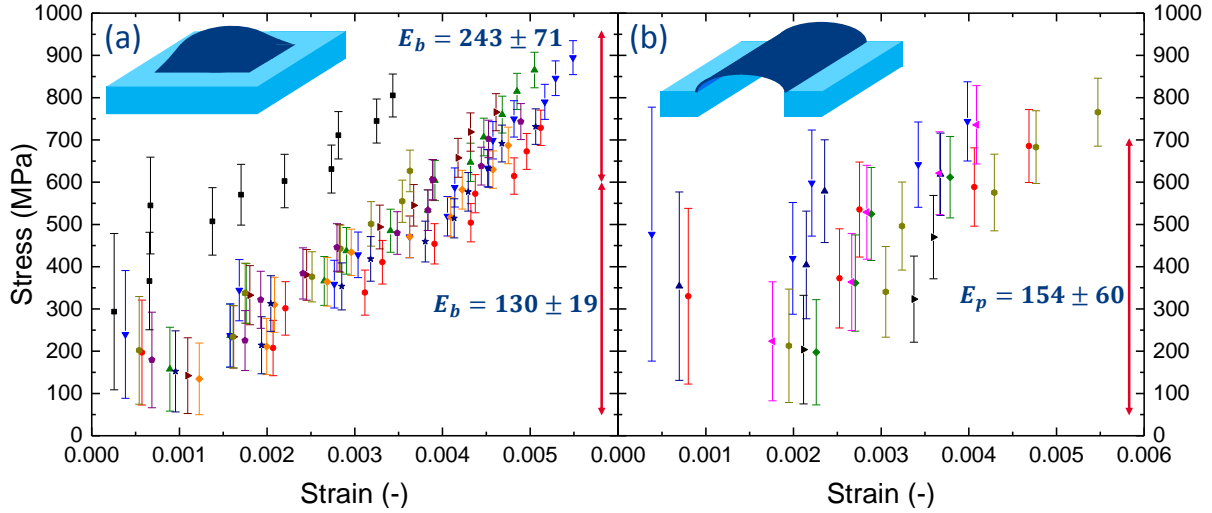 (a)
E_b = 243 ± 71
E_b = 130 ± 19
Stress (MPa)
1000
900
800
700
600
500
400
300
200
100
0
0.000 0.001 0.002 0.003 0.004 0.005
Strain (-)
(b)
E_p = 154 ± 60
1000
900
800
700
600
500
400
300
200
100
0
0.000 0.001 0.002 0.003 0.004 0.005 0.006
Strain (-)